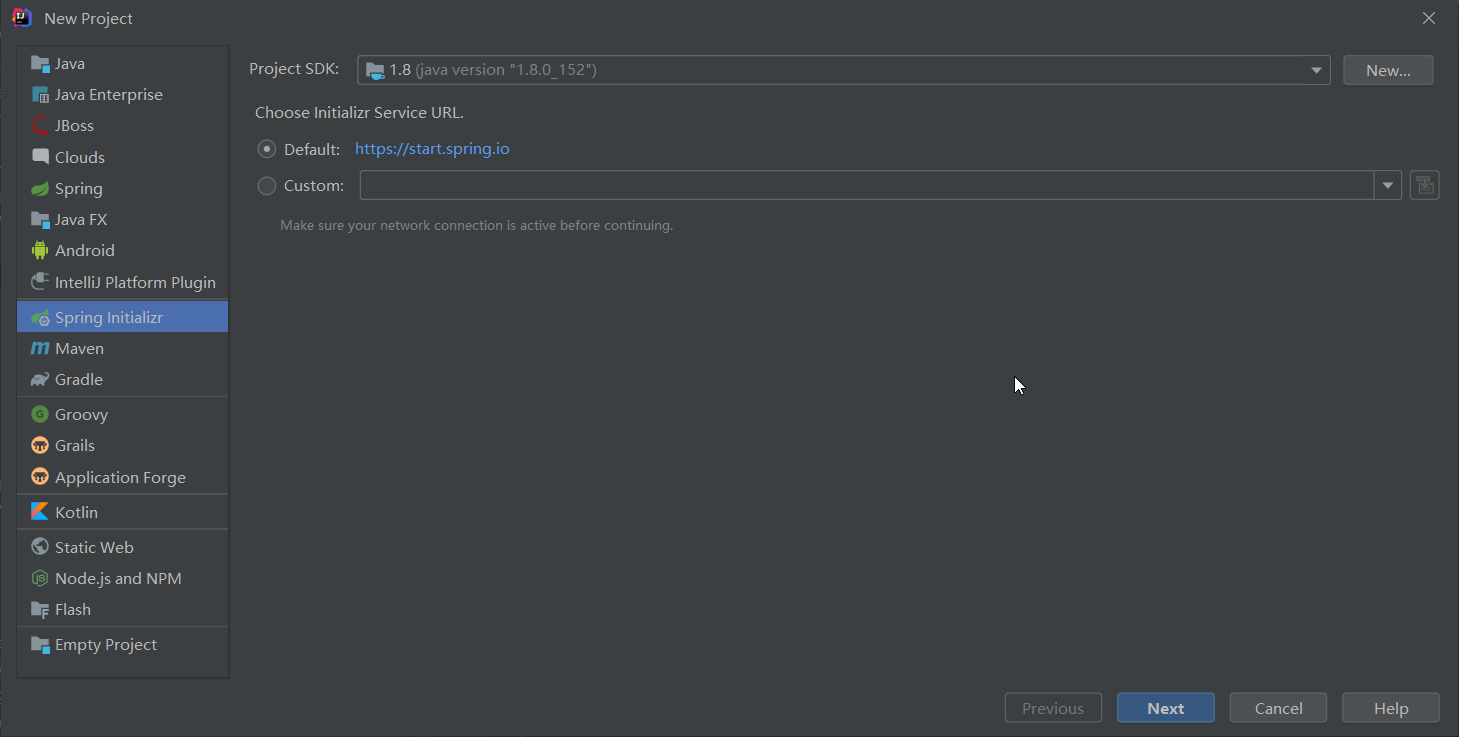 New Project
Java
Java Enterprise
JBoss
Clouds
Spring
Java FX
Android
IntelliJ Platform Plugin
Spring Initializr
Maven
Gradle
Groovy
Grails
Application Forge
Kotlin
Static Web
Node.js and NPM
Flash
Empty Project
Project SDK: 1.8 (java version "1.8.0_152") New...
Choose Initializr Service URL.
Default: https://start.spring.io
Custom:
Make sure your network connection is active before continuing.
Previous Next Cancel Help